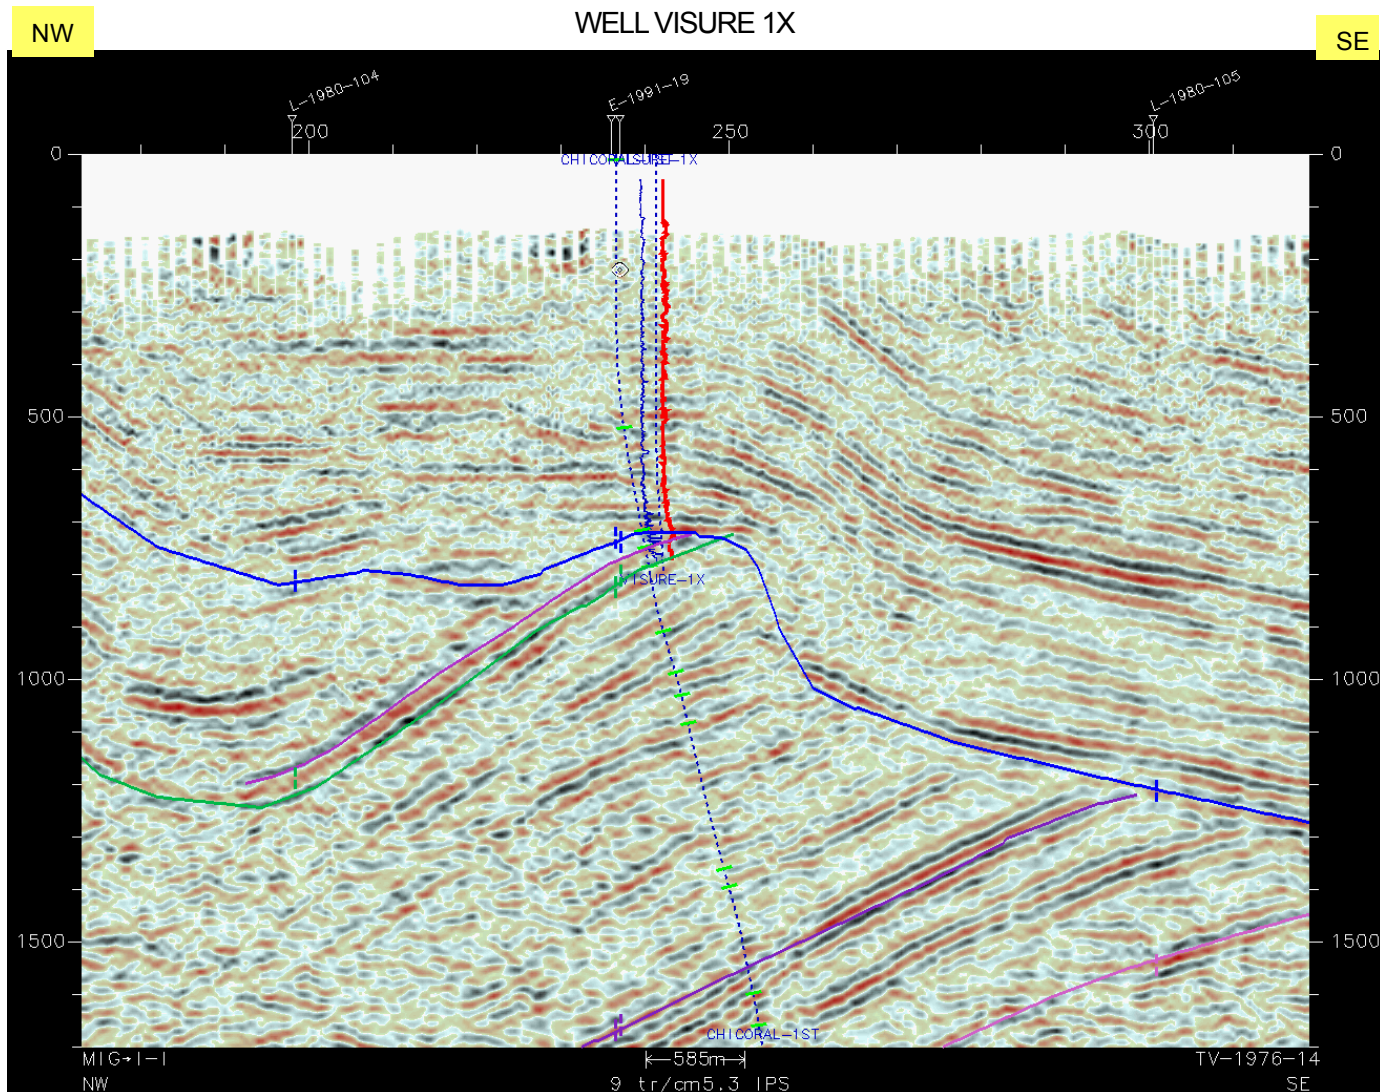 WELL VISURE 1X
NW
SE
L-1980-104
E-1991-19
L-1980-105
200
250
300
0
0
500
500
VISURE-1X
1000
1000
1500
1500
CHICORAL-1ST
MIG→I-I
585m
TV-1976-14
NW
9 tr/cm5.3 IPS
SE